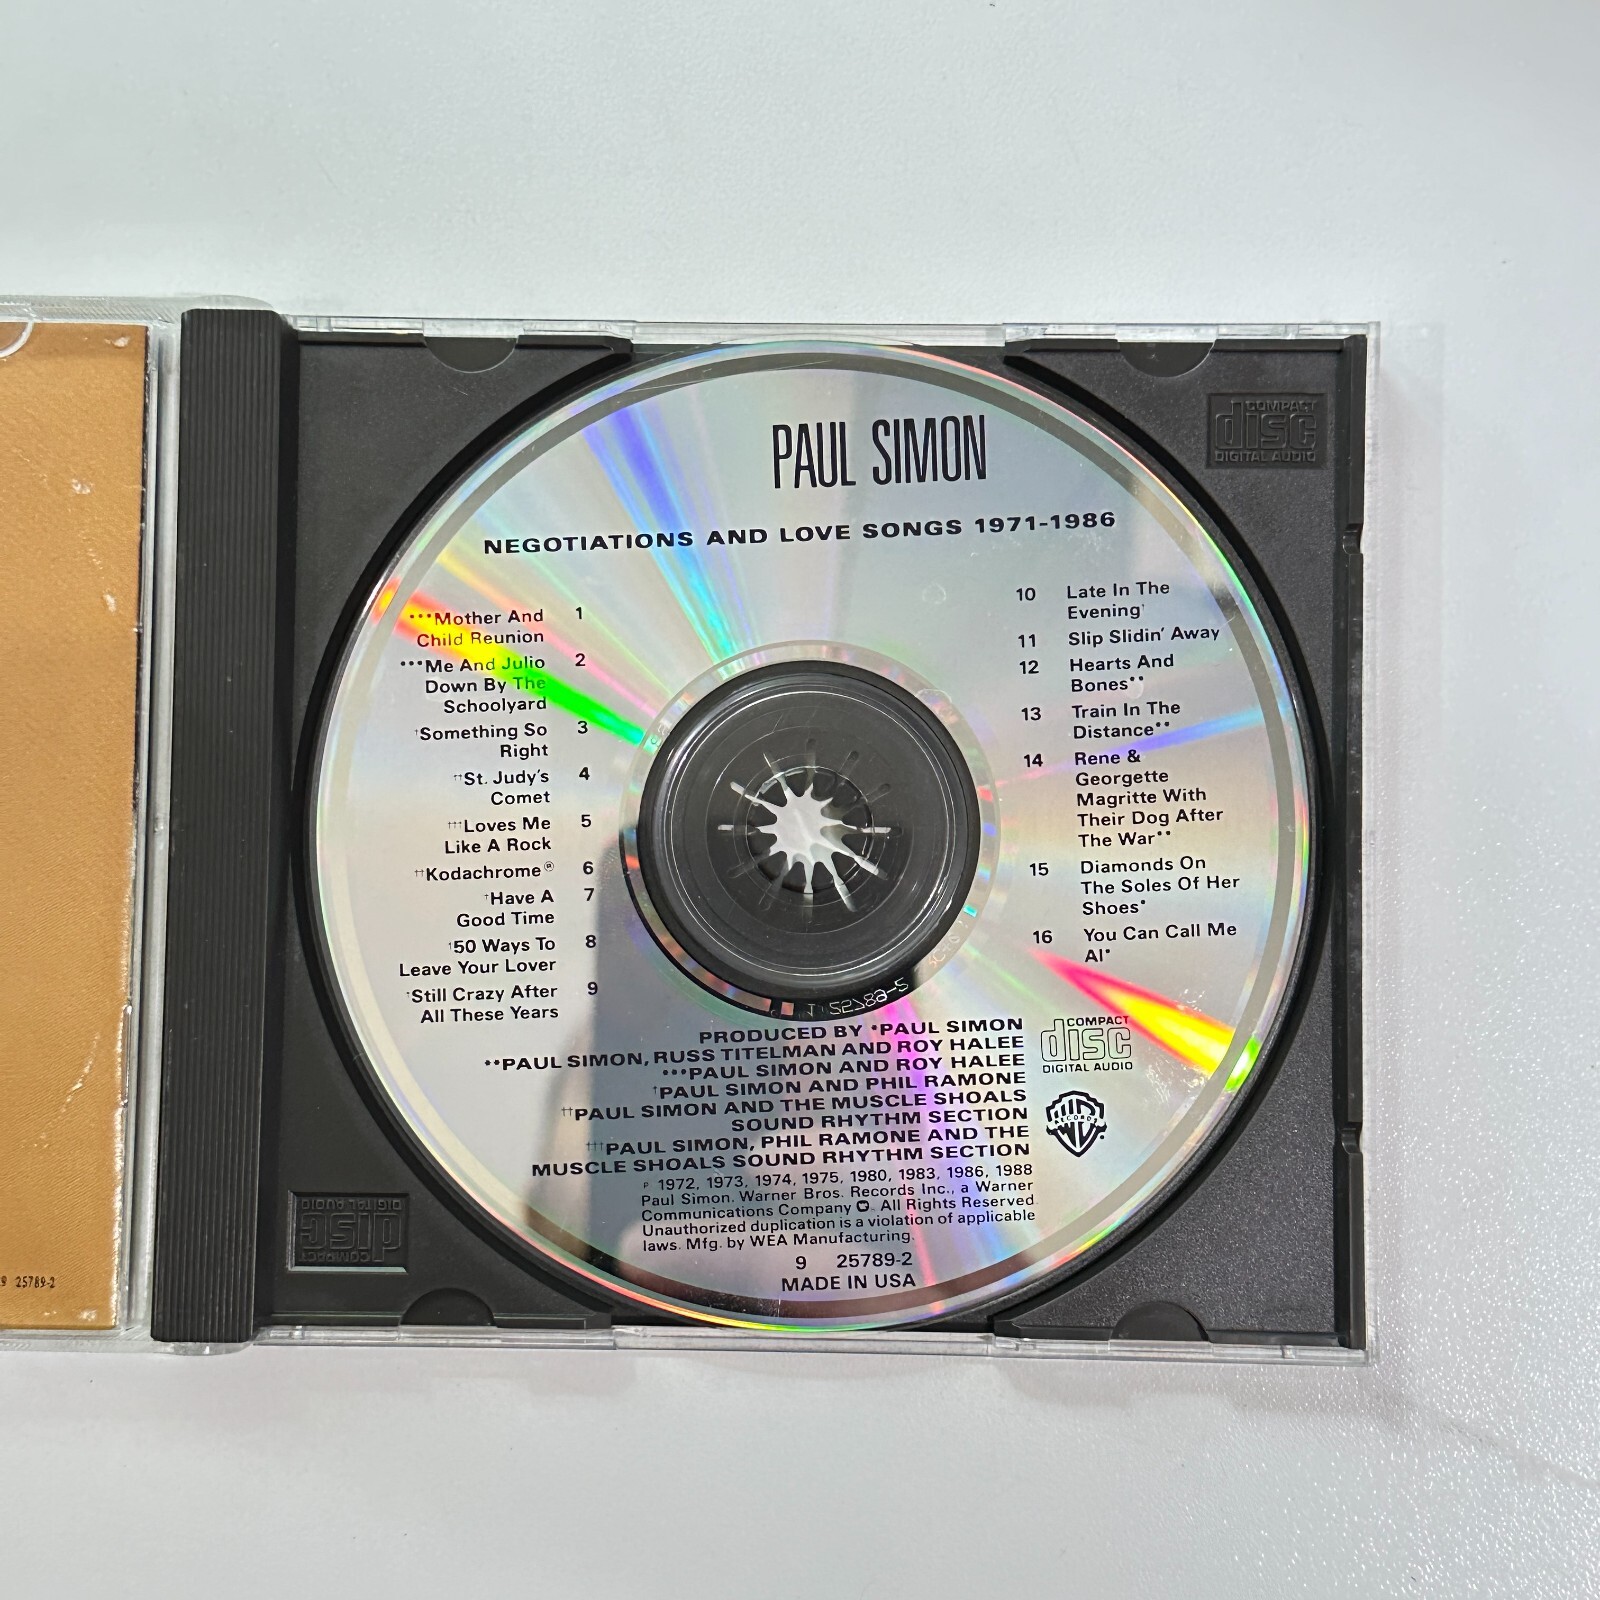 PAUL SIMON
NEGOTIATIONS AND LOVE SONGS 1971-1986
•••Mother And 1
Child Reunion
•••Me And Julio 2
Down By The
Schoolyard
†Something So 3
Right
††St. Judy's 4
Comet
†††Loves Me 5
Like A Rock
††Kodachrome® 6
†Have A 7
Good Time
†50 Ways To 8
Leave Your Lover
†Still Crazy After 9
All These Years
10 Late In The
Evening†
11 Slip Slidin' Away
12 Hearts And
Bones••
13 Train In The
Distance••
14 Rene &
Georgette
Magritte With
Their Dog After
The War••
15 Diamonds On
The Soles Of Her
Shoes•
16 You Can Call Me
Al•
PRODUCED BY •PAUL SIMON
••PAUL SIMON, RUSS TITELMAN AND ROY HALEE
•••PAUL SIMON AND ROY HALEE
†PAUL SIMON AND PHIL RAMONE
††PAUL SIMON AND THE MUSCLE SHOALS
SOUND RHYTHM SECTION
†††PAUL SIMON, PHIL RAMONE AND THE
MUSCLE SHOALS SOUND RHYTHM SECTION
℗ 1972, 1973, 1974, 1975, 1980, 1983, 1986, 1988
Paul Simon. Warner Bros. Records Inc., a Warner
Communications Company. All Rights Reserved.
Unauthorized duplication is a violation of applicable
laws. Mfg. by WEA Manufacturing.
9 25789-2
MADE IN USA
COMPACT
disc
DIGITAL AUDIO
WB
RECORDS
COMPACT
disc
DIGITAL AUDIO
COMPACT
disc
DIGITAL AUDIO
9 25789-2